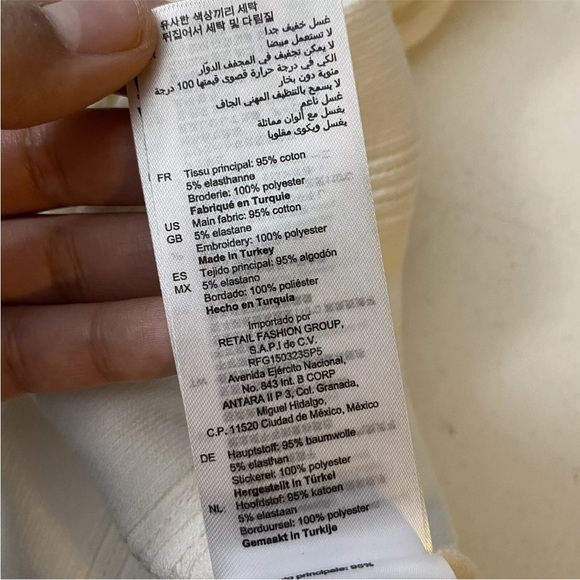 유사한 색상끼리 세탁
뒤집어서 세탁 및 다림질
غسل خفيف جدا
لا تستعمل مبيضا
لا يمكن تجفيف في المجفف الدوّار
الكي في درجة حرارة قصوى قيمتها 100 درجة
مئوية دون بخار
لا يسمح بالتنظيف المهني الجاف
غسل ناعم
يغسل مع ألوان مماثلة
يغسل ويكوى مقلوبا
FR Tissu principal: 95% coton
5% elasthanne
Broderie: 100% polyester
Fabriqué en Turquie
US Main fabric: 95% cotton
GB 5% elastane
Embroidery: 100% polyester
Made in Turkey
ES Tejido principal: 95% algodón
MX 5% elastano
Bordado: 100% poliéster
Hecho en Turquia
Importado por
RETAIL FASHION GROUP,
S.A.P.I de C.V.
RFG150323SP5
Avenida Ejército Nacional,
No. 843 Int. B CORP
ANTARA II P 3, Col. Granada,
Miguel Hidalgo,
C.P. 11520 Ciudad de México, México
DE Hauptstoff: 95% baumwolle
5% elasthan
Stickerei: 100% polyester
Hergestellt in Türkei
NL Hoofdstof: 95% katoen
5% elastaan
Borduursel: 100% polyester
Gemaakt in Turkije
principale: 95%